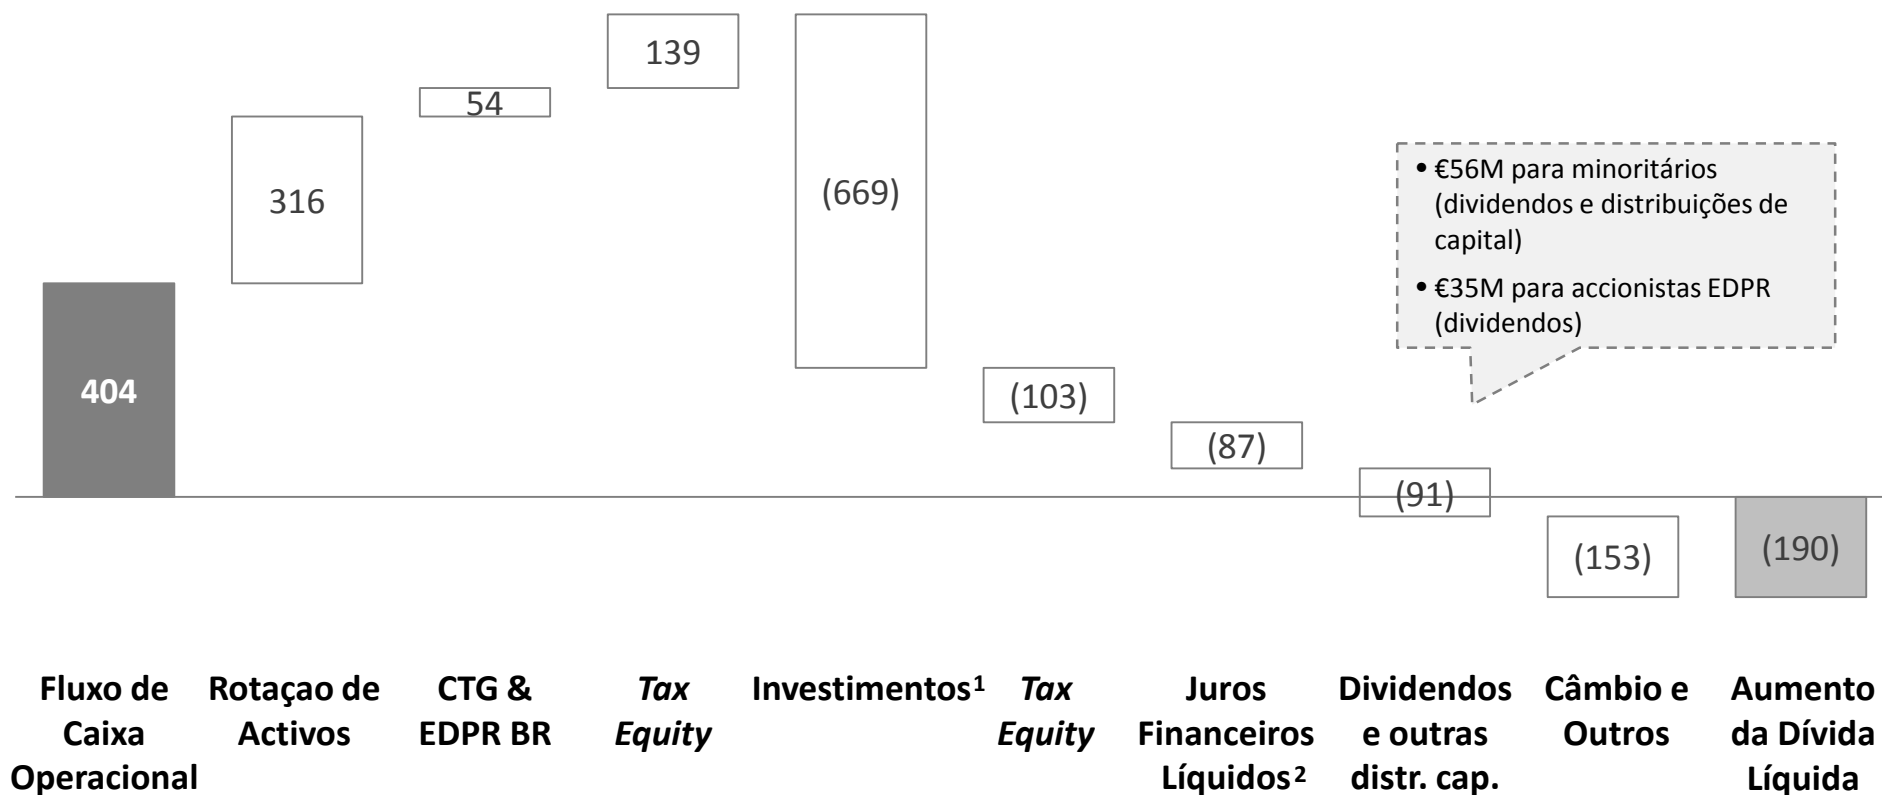 139
54
316
(669)
• €56M para minoritários
(dividendos e distribuições de
capital)
• €35M para accionistas EDPR
(dividendos)
404
(103)
(87)
(91)
(153)
(190)
Fluxo de
Caixa
Operacional
Rotaçao de
Activos
CTG &
EDPR BR
Tax
Equity
Investimentos¹
Tax
Equity
Juros
Financeiros
Líquidos²
Dividendos
e outras
distr. cap.
Câmbio e
Outros
Aumento
da Dívida
Líquida